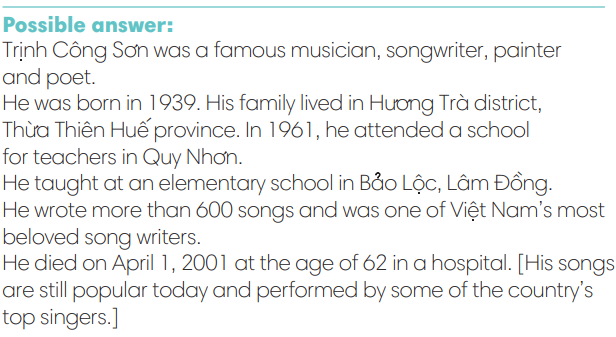 Possible answer:
Trịnh Công Sơn was a famous musician, songwriter, painter
and poet.
He was born in 1939. His family lived in Hương Trà district,
Thừa Thiên Huế province. In 1961, he attended a school
for teachers in Quy Nhơn.
He taught at an elementary school in Bảo Lộc, Lâm Đồng.
He wrote more than 600 songs and was one of Việt Nam’s most
beloved song writers.
He died on April 1, 2001 at the age of 62 in a hospital. [His songs
are still popular today and performed by some of the country’s
top singers.]